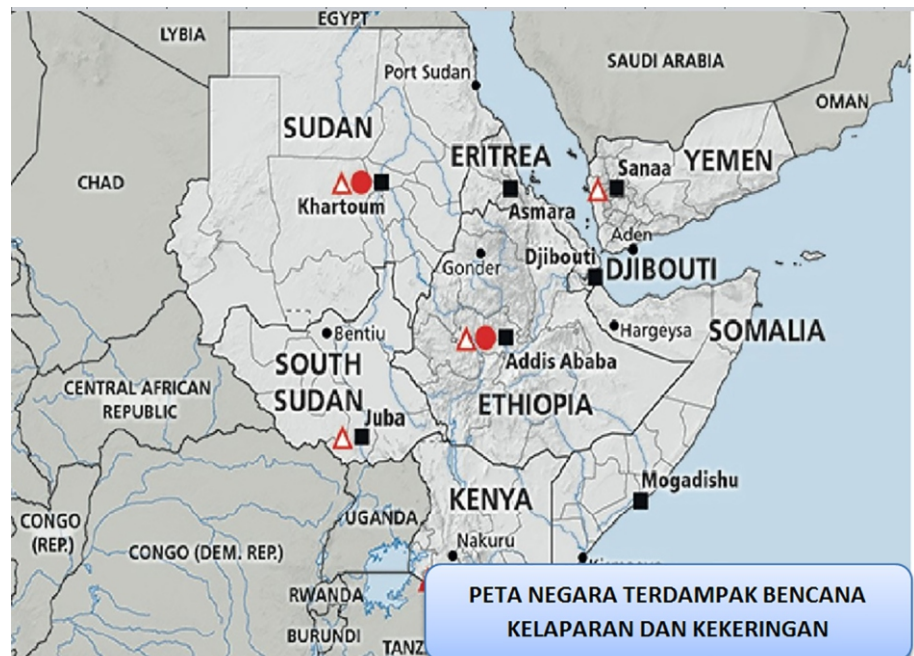 EGYPT
LYBIA
SAUDI ARABIA
Port Sudan
OMAN
SUDAN
ERITREA
Sanaa
YEMEN
CHAD
Khartoum
Asmara
Aden
Djibouti
Gonder
DJIBOUTI
Hargeysa
SOMALIA
Bentiu
SOUTH
SUDAN
Addis Ababa
CENTRAL AFRICAN
REPUBLIC
ETHIOPIA
Juba
Mogadishu
KENYA
CONGO
(REP.)
UGANDA
CONGO (DEM. REP.)
Nakuru
RWANDA
BURUNDI
PETA NEGARA TERDAMPAK BENCANA
KELAPARAN DAN KEKERINGAN